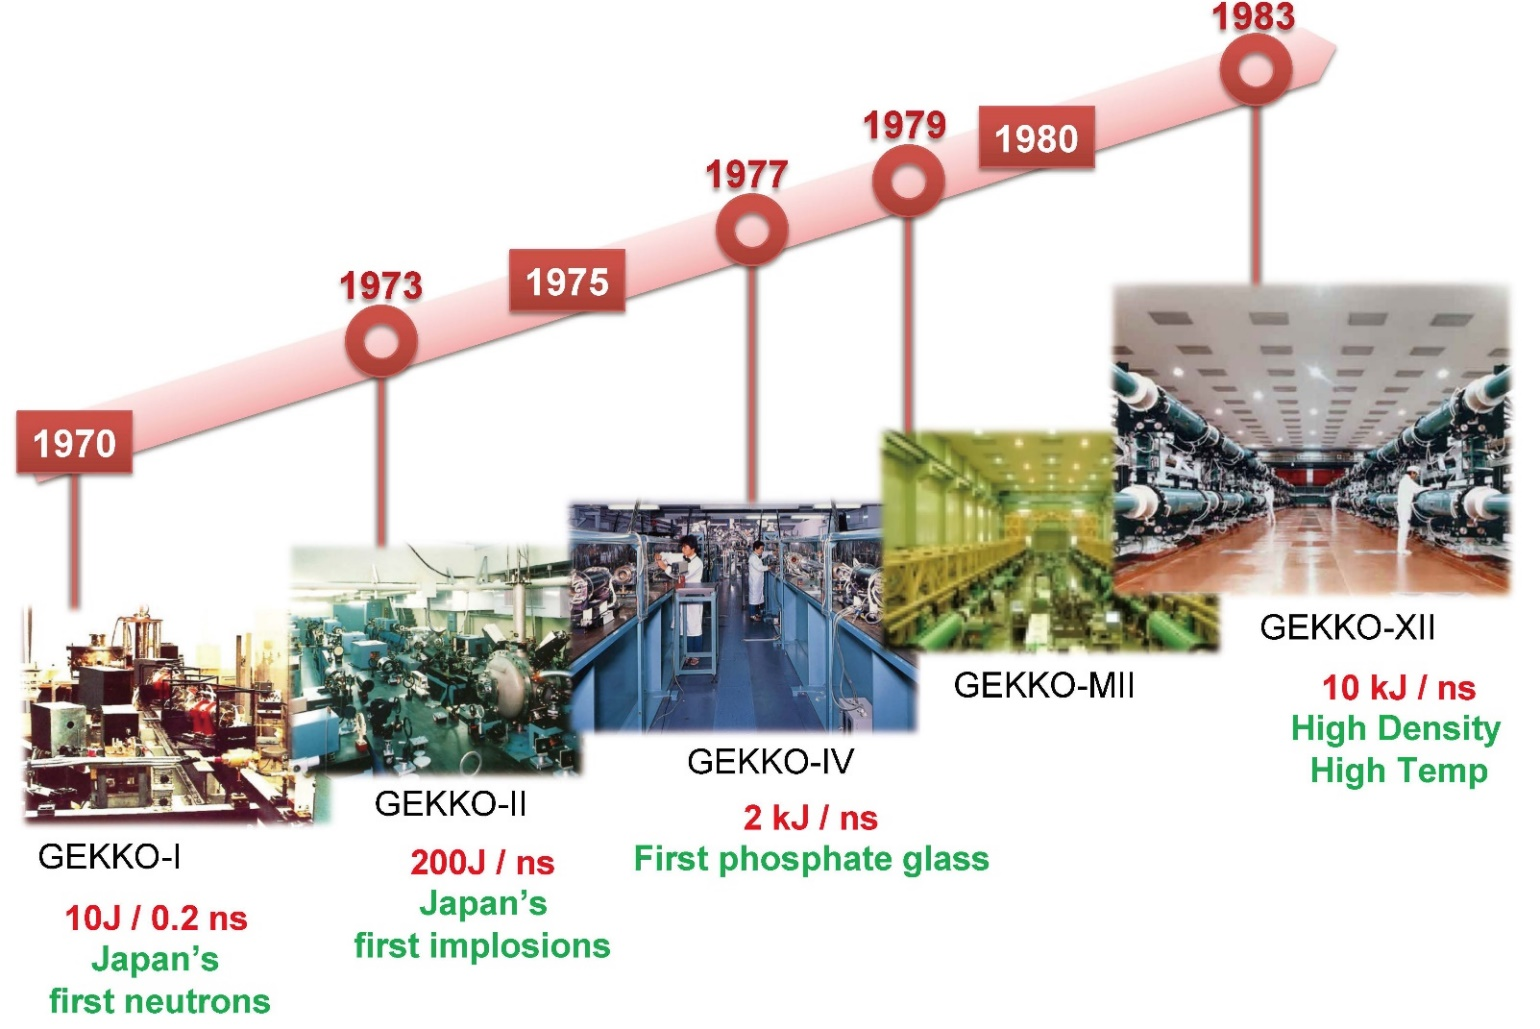 1983
1979
1980
1977
1973
1975
1970
GEKKO-I
10J / 0.2 ns
Japan’s
first neutrons
GEKKO-II
200J / ns
Japan’s
first implosions
GEKKO-IV
2 kJ / ns
First phosphate glass
GEKKO-MII
GEKKO-XII
10 kJ / ns
High Density
High Temp